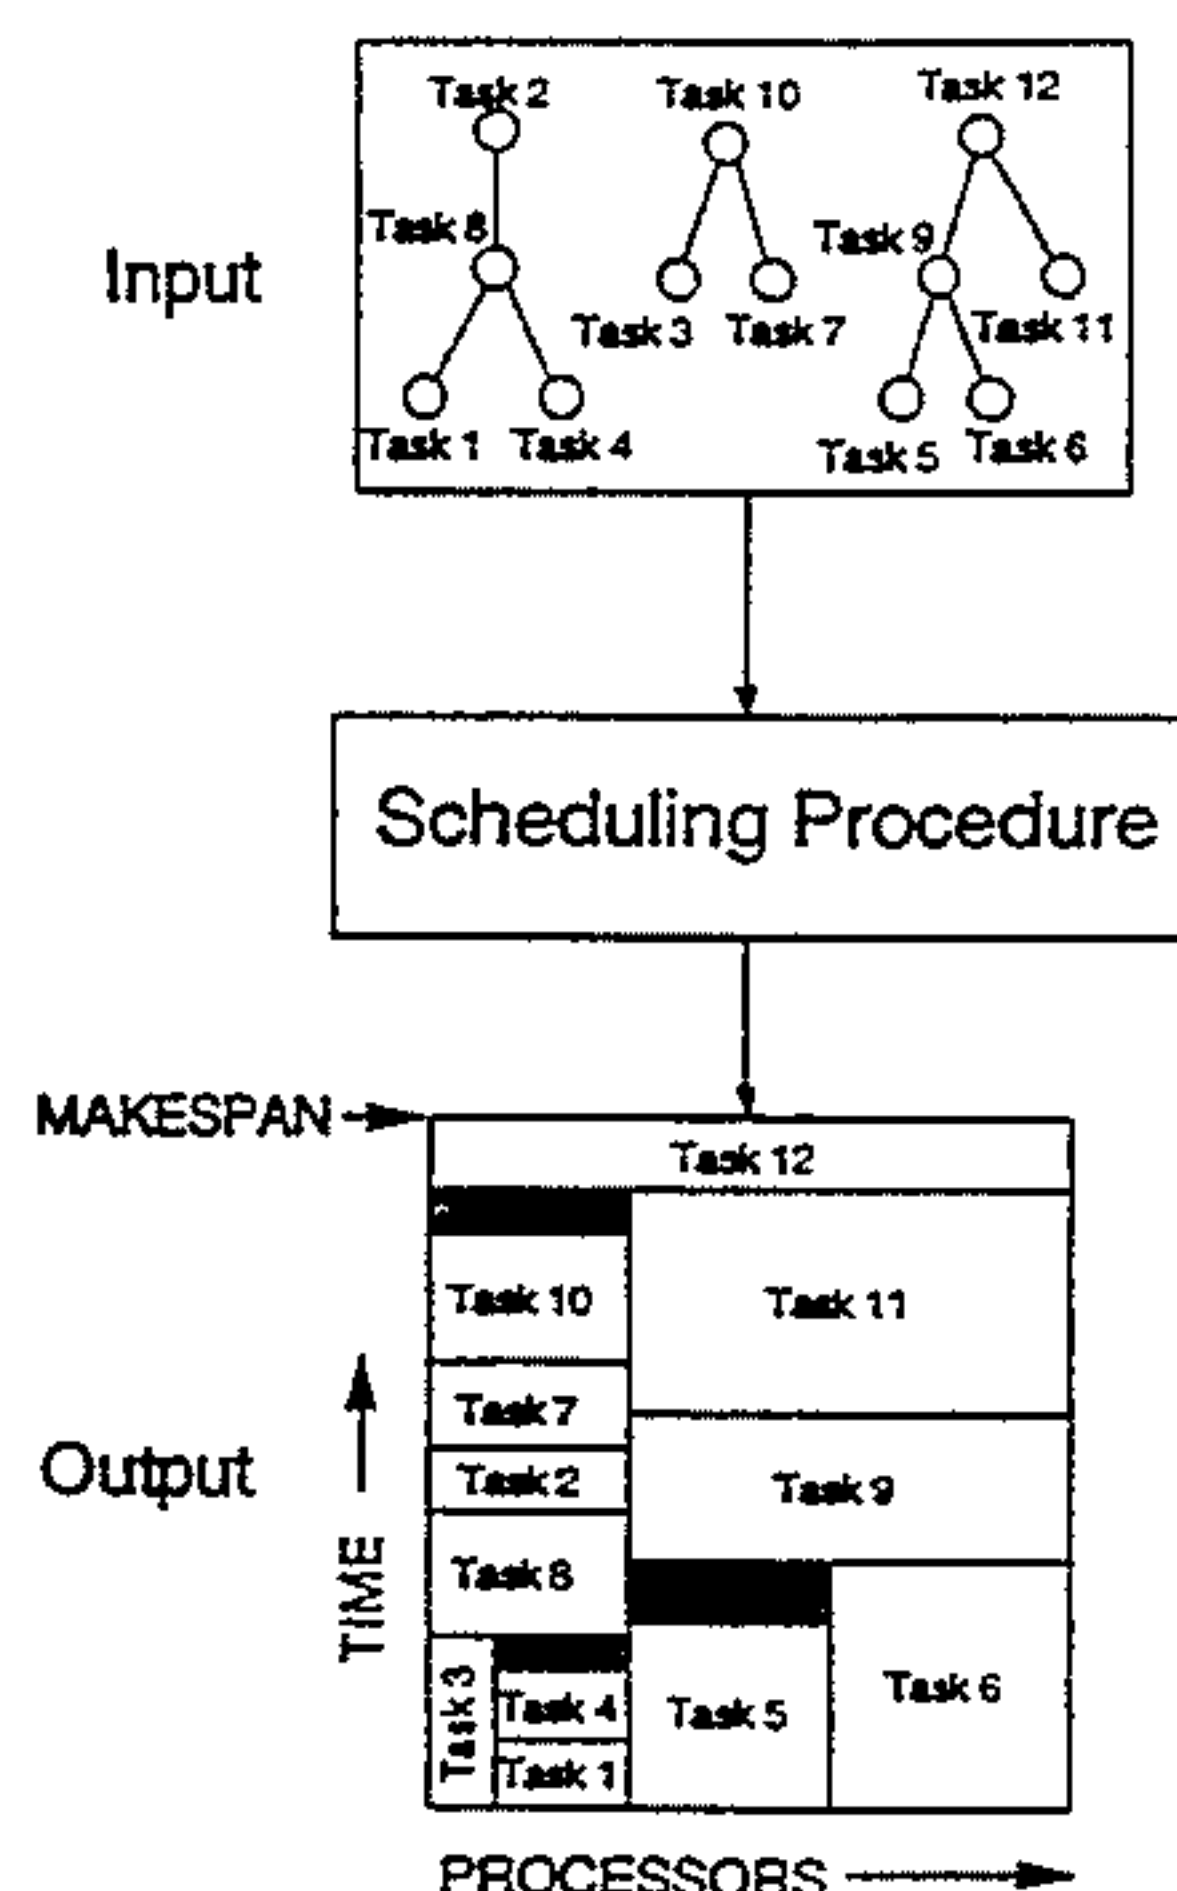 Task 2
Task 10
Task 12
Task 8
Task 9
Input
Task 3
Task 7
Task 11
Task 1
Task 4
Task 5
Task 6
Scheduling Procedure
MAKESPAN
Task 12
Task 10
Task 11
Task 7
Output
Task 2
Task 9
TIME
Task 8
Task 3
Task 4
Task 5
Task 6
Task 1
PROCESSORS